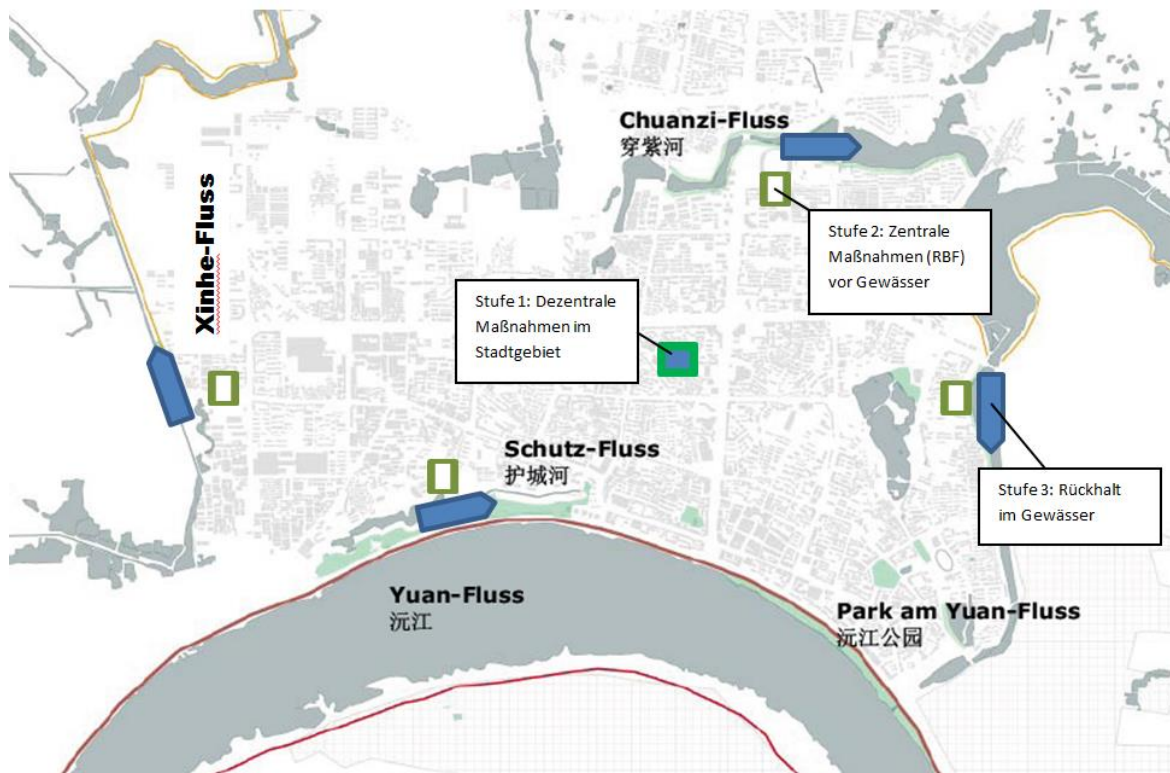 Chuanzi-Fluss
穿紫河
Xinhe-Fluss
Stufe 2: Zentrale
Maßnahmen (RBF)
vor Gewässer
Stufe 1: Dezentrale
Maßnahmen im
Stadtgebiet
Schutz-Fluss
护城河
Stufe 3: Rückhalt
im Gewässer
Yuan-Fluss
沅江
Park am Yuan-Fluss
沅江公园